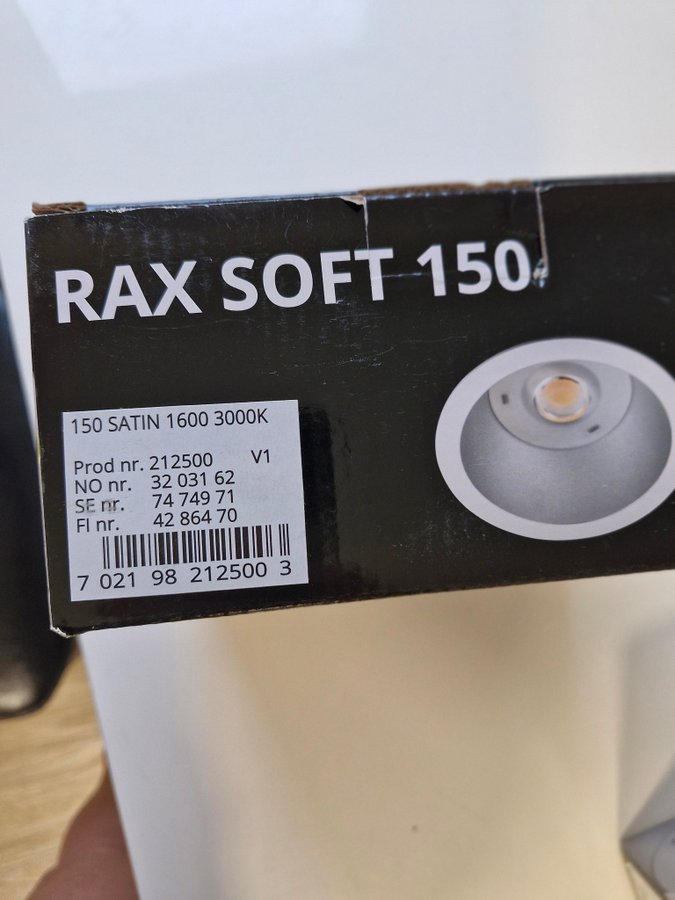 RAX SOFT 150
150 SATIN 1600 3000K
Prod nr. 212500 V1
NO nr. 32 031 62
SE nr. 74 749 71
FI nr. 42 864 70
7 021 98 212500 3